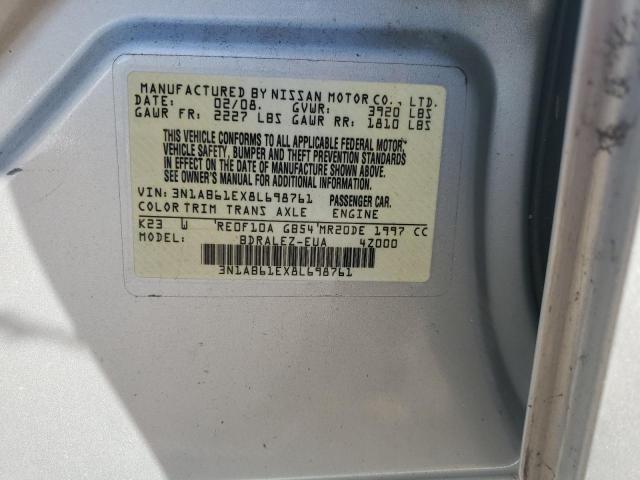 MANUFACTURED BY NISSAN MOTOR CO., LTD.
DATE: 02/08. GVWR: 3920 LBS
GAWR FR: 2227 LBS GAWR RR: 1810 LBS
THIS VEHICLE CONFORMS TO ALL APPLICABLE FEDERAL MOTOR
VEHICLE SAFETY, BUMPER AND THEFT PREVENTION STANDARDS
IN EFFECT ON THE DATE OF MANUFACTURE SHOWN ABOVE.
SEE OWNER'S MANUAL FOR ADDITIONAL INFORMATION.
VIN: 3N1AB61EX8L698761 PASSENGER CAR.
COLOR TRIM TRANS AXLE ENGINE
K23 W RE0F10A GB54 MR20DE 1997 CC
MODEL: BDRALEZ-EUA 4Z000
3N1AB61EX8L698761